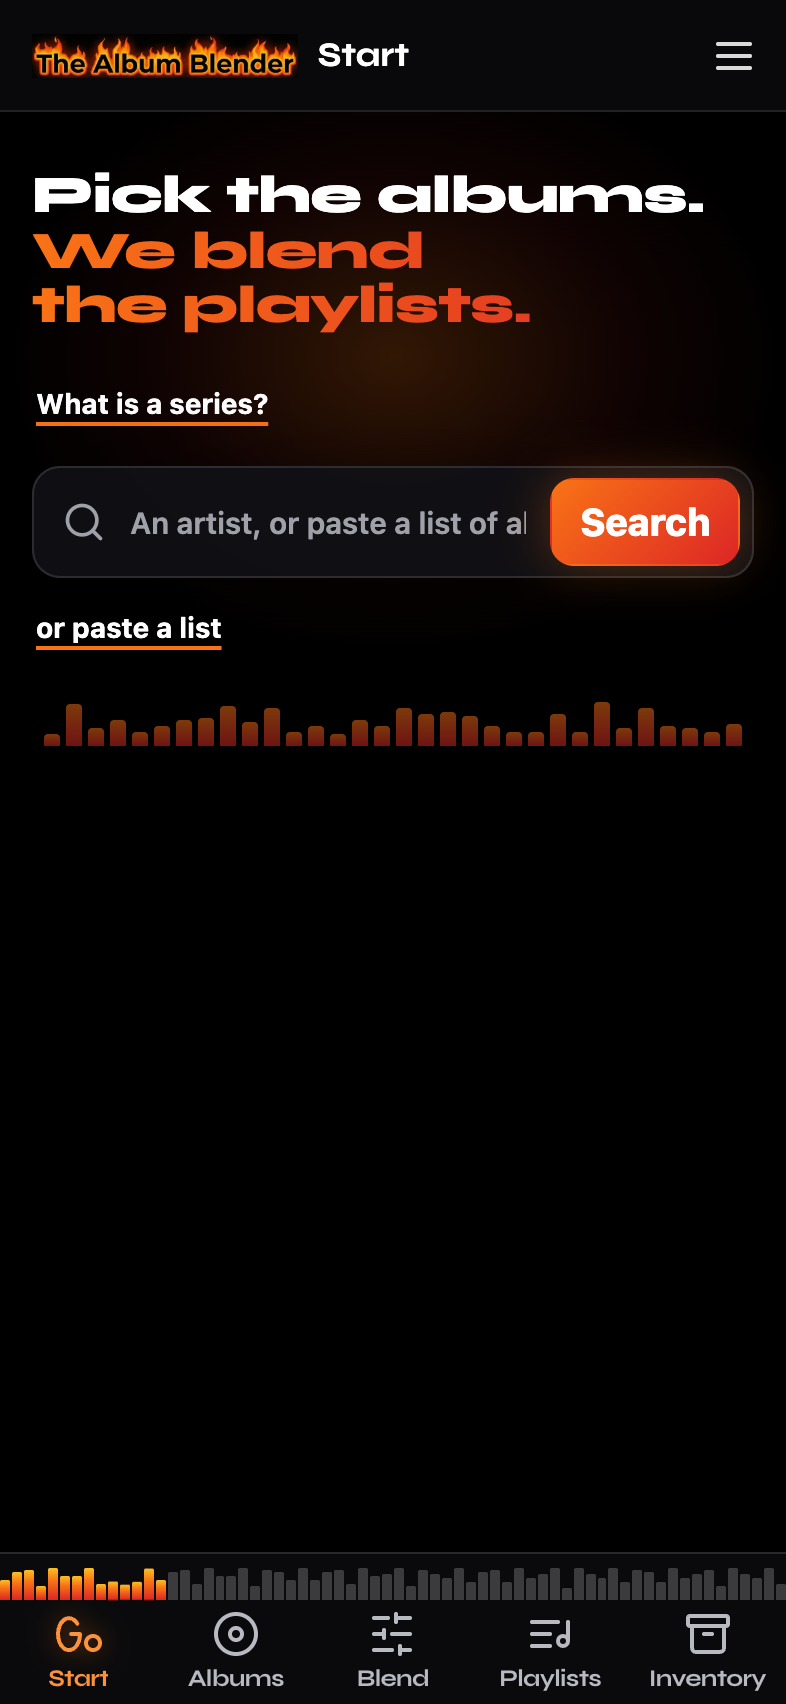 The Album Blender Start
Pick the albums.
We blend
the playlists.
What is a series?
An artist, or paste a list of al
Search
or paste a list
Go
Start
Albums
Blend
Playlists
Inventory